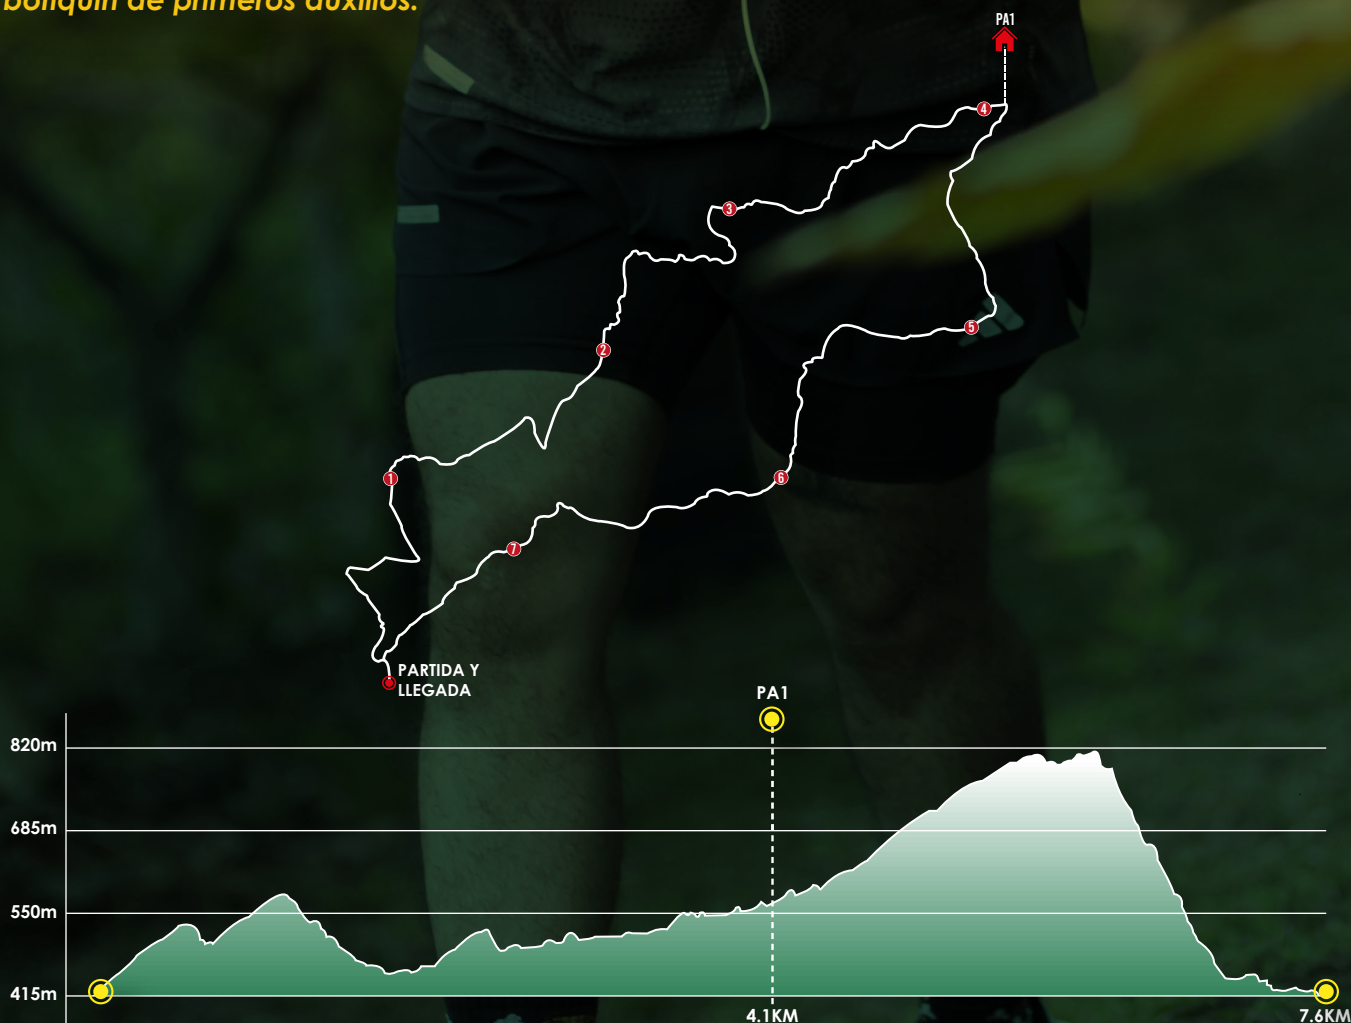 botiquín de primeros auxilios.
PA1
4
3
2
5
1
6
7
PARTIDA Y
LLEGADA
PA1
820m
685m
550m
415m
4.1KM
7.6KM